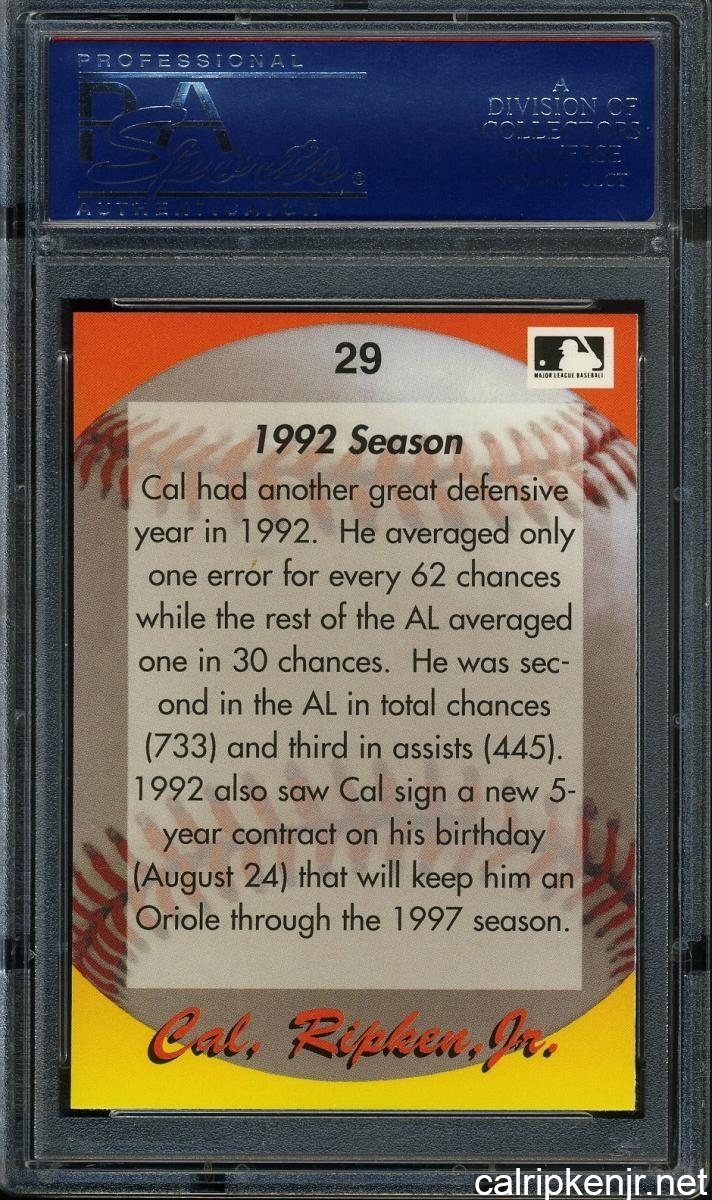 PROFESSIONAL
PSA
Sports®
AUTHENTICATOR
A
DIVISION OF
COLLECTORS
UNIVERSE
29
MAJOR LEAGUE BASEBALL
1992 Season
Cal had another great defensive
year in 1992. He averaged only
one error for every 62 chances
while the rest of the AL averaged
one in 30 chances. He was sec-
ond in the AL in total chances
(733) and third in assists (445).
1992 also saw Cal sign a new 5-
year contract on his birthday
(August 24) that will keep him an
Oriole through the 1997 season.
Cal, Ripken, Jr.
calripkenjr.net